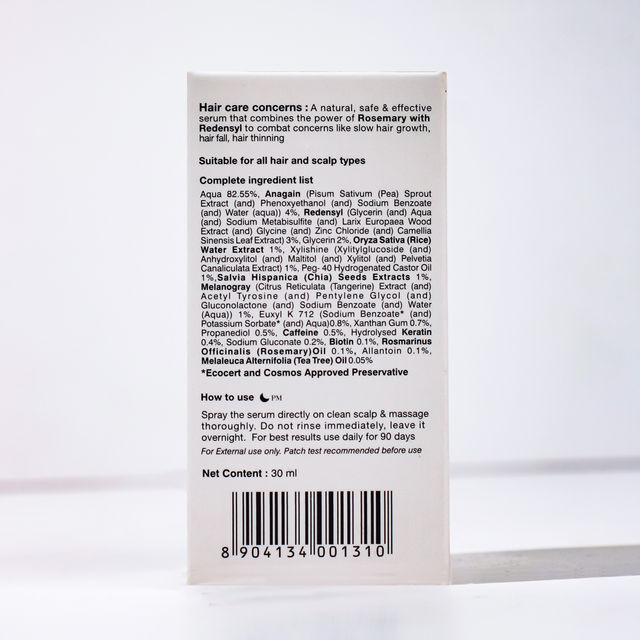 Hair care concerns : A natural, safe & effective
serum that combines the power of Rosemary with
Redensyl to combat concerns like slow hair growth,
hair fall, hair thinning
Suitable for all hair and scalp types
Complete ingredient list
Aqua 82.55%, Anagain (Pisum Sativum (Pea) Sprout
Extract (and) Phenoxyethanol (and) Sodium Benzoate
(and) Water (aqua)) 4%, Redensyl (Glycerin (and) Aqua
(and) Sodium Metabisulfite (and) Larix Europaea Wood
Extract (and) Glycine (and) Zinc Chloride (and) Camellia
Sinensis Leaf Extract) 3%, Glycerin 2%, Oryza Sativa (Rice)
Water Extract 1%, Xylishine (Xylitylglucoside (and)
Anhydroxylitol (and) Maltitol (and) Xylitol (and) Pelvetia
Canaliculata Extract) 1%, Peg- 40 Hydrogenated Castor Oil
1%,Salvia Hispanica (Chia) Seeds Extracts 1%,
Melanogray (Citrus Reticulata (Tangerine) Extract (and)
Acetyl Tyrosine (and) Pentylene Glycol (and)
Gluconolactone (and) Sodium Benzoate (and) Water
(Aqua)) 1%, Euxyl K 712 (Sodium Benzoate* (and)
Potassium Sorbate* (and) Aqua)0.8%, Xanthan Gum 0.7%,
Propanediol 0.5%, Caffeine 0.5%, Hydrolysed Keratin
0.4%, Sodium Gluconate 0.2%, Biotin 0.1%, Rosmarinus
Officinalis (Rosemary)Oil 0.1%, Allantoin 0.1%,
Melaleuca Alternifolia (Tea Tree) Oil 0.05%
*Ecocert and Cosmos Approved Preservative
How to use PM
Spray the serum directly on clean scalp & massage
thoroughly. Do not rinse immediately, leave it
overnight. For best results use daily for 90 days
For External use only. Patch test recommended before use
Net Content : 30 ml
8 904134 001310